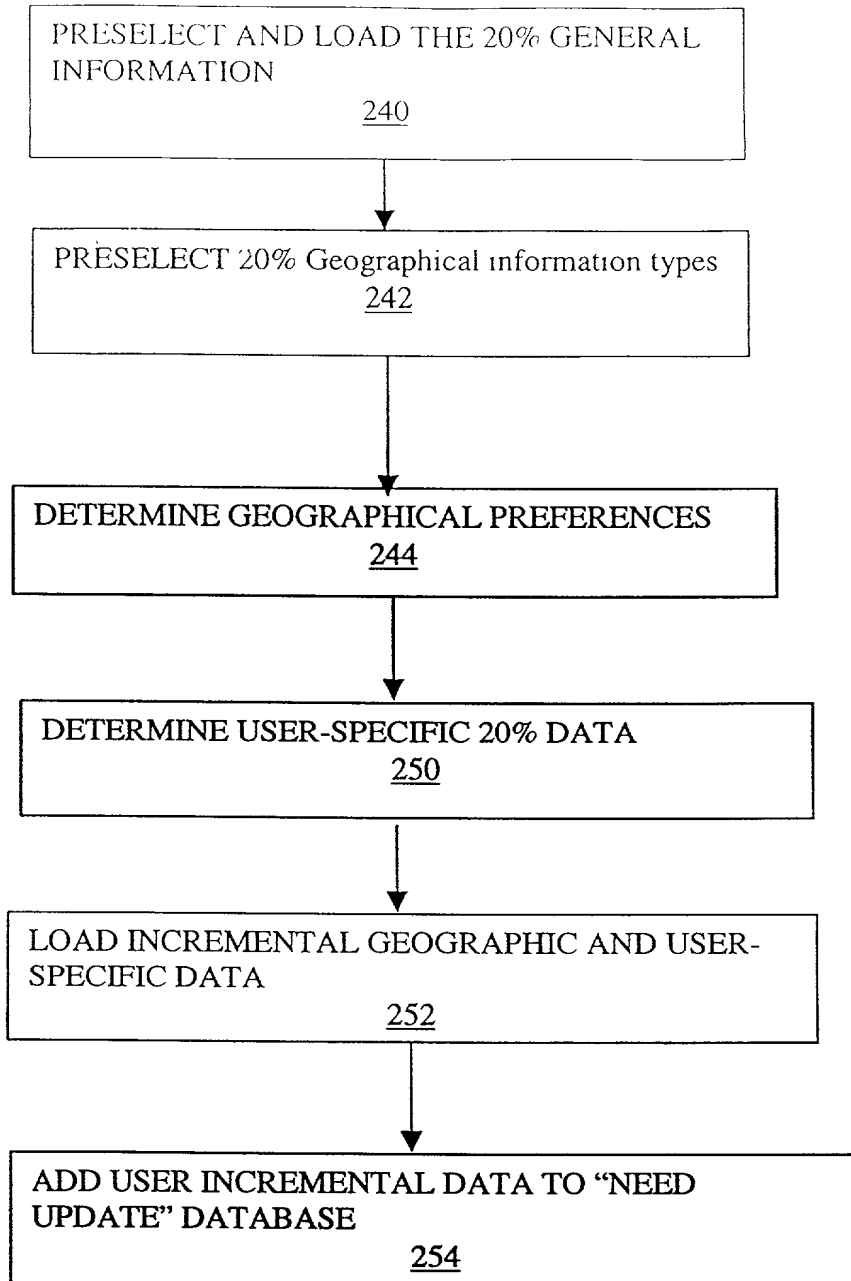 PRESELECT AND LOAD THE 20% GENERAL
INFORMATION
240
PRESELECT 20% Geographical information types
242
DETERMINE GEOGRAPHICAL PREFERENCES
244
DETERMINE USER-SPECIFIC 20% DATA
250
LOAD INCREMENTAL GEOGRAPHIC AND USER-
SPECIFIC DATA
252
ADD USER INCREMENTAL DATA TO “NEED
UPDATE” DATABASE
254